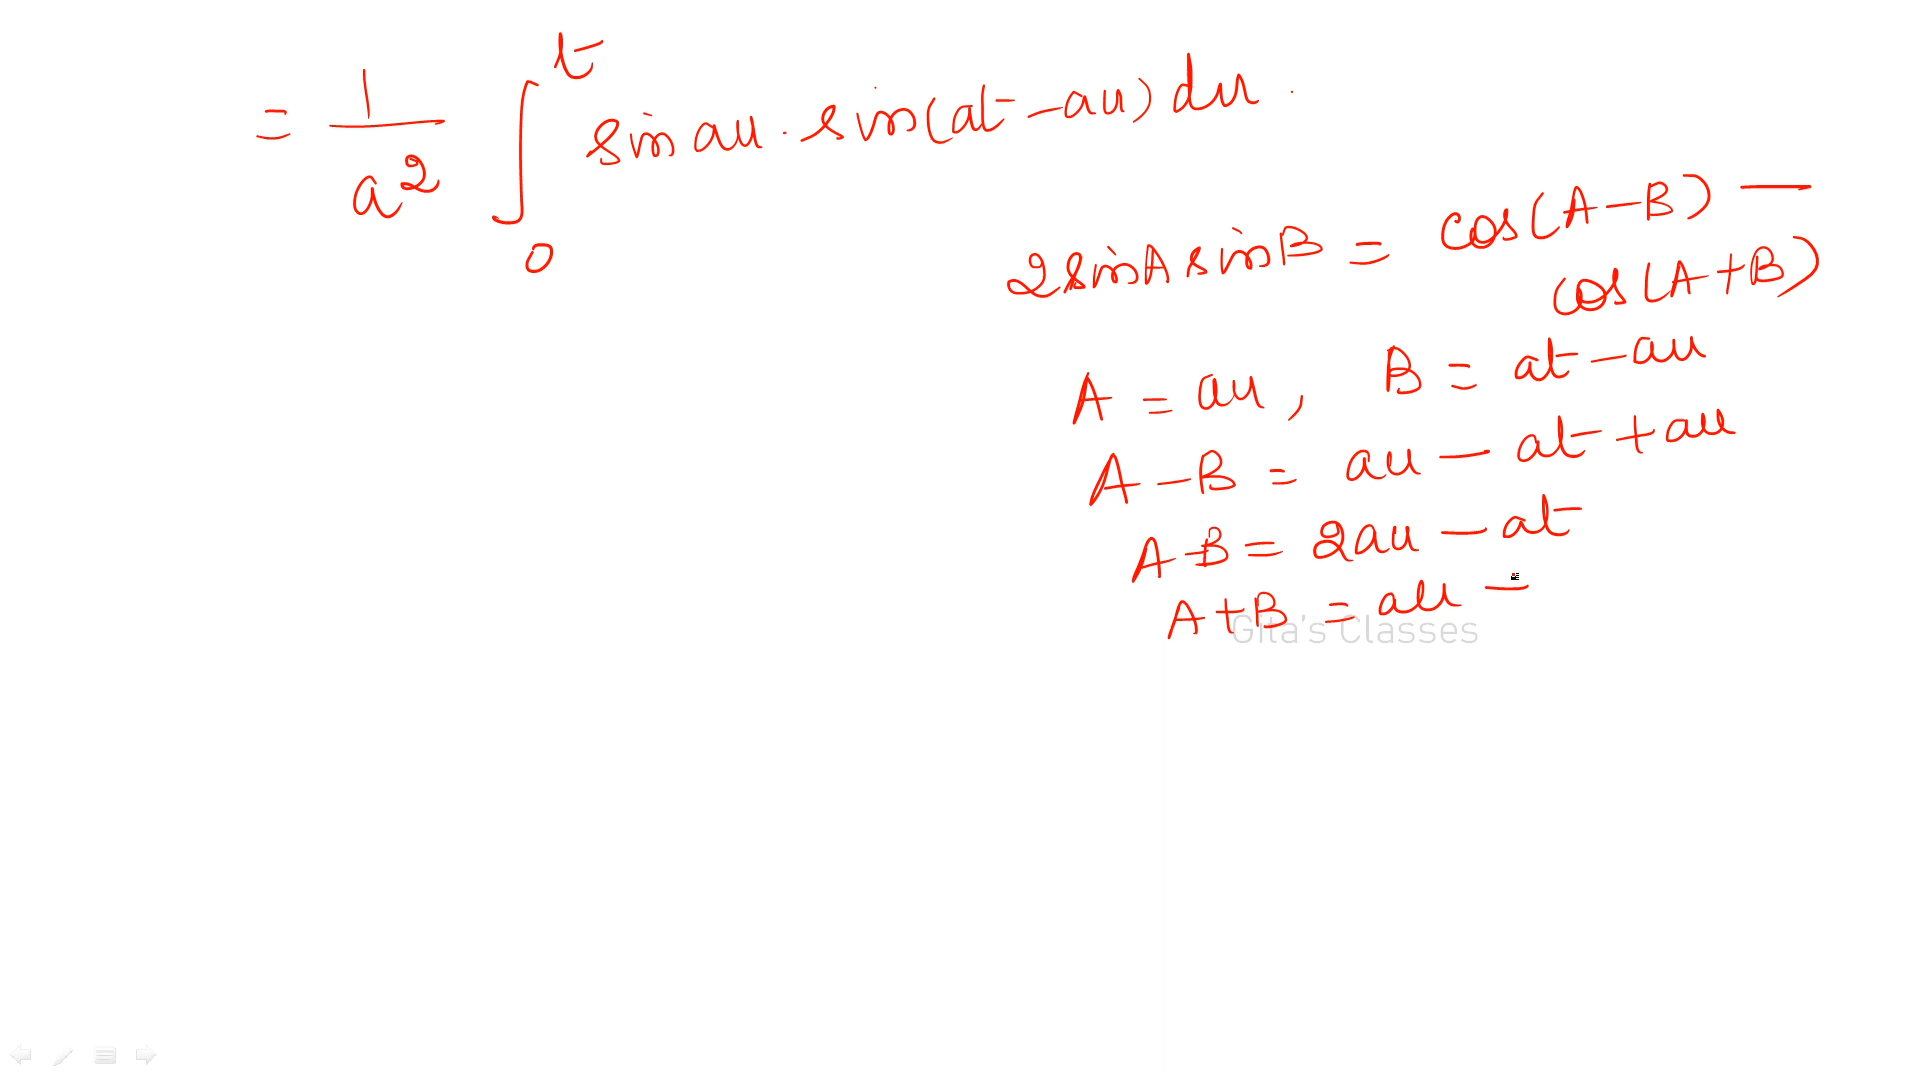 = 1/a² ∫₀ᵗ sin au . sin(at - au) du .
2 sinA sinB = cos(A-B) -
cos(A+B)
A = au , B = at - au
A - B = au - at + au
A-B = 2au - at
A+B = au -
Gita's Classes